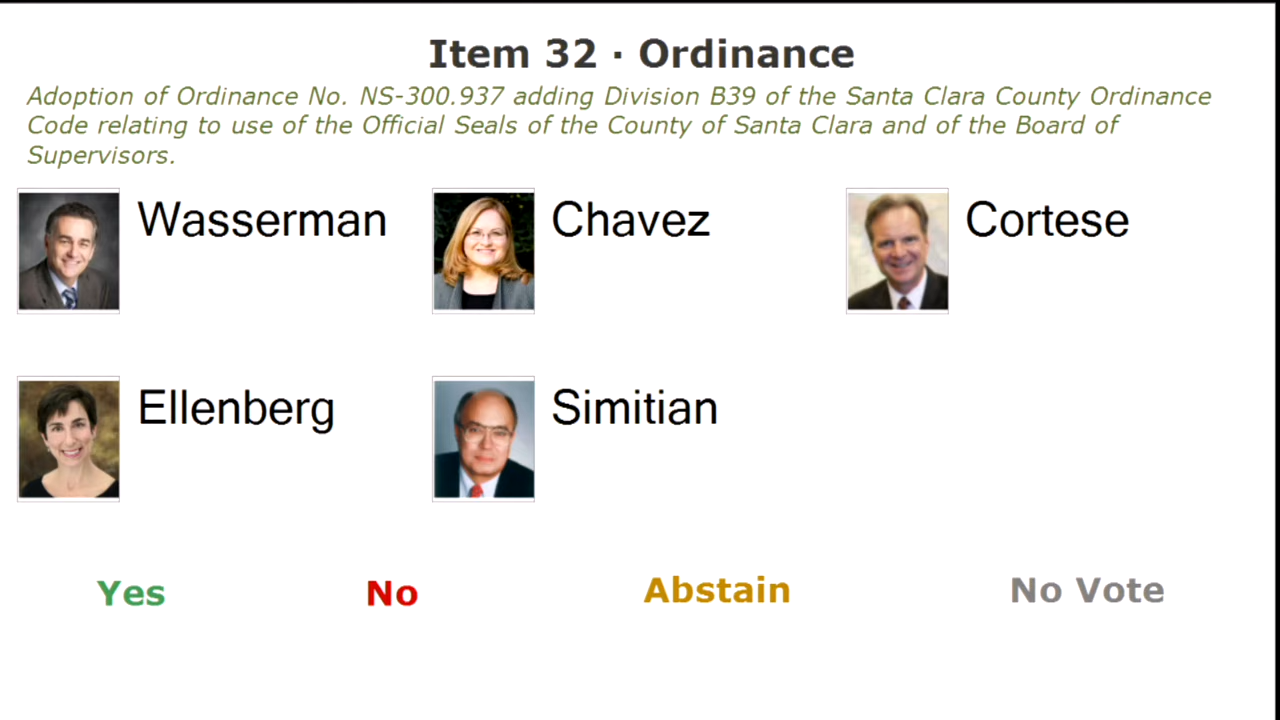 Item 32 · Ordinance
Adoption of Ordinance No. NS-300.937 adding Division B39 of the Santa Clara County Ordinance
Code relating to use of the Official Seals of the County of Santa Clara and of the Board of
Supervisors.
Wasserman Chavez Cortese
Ellenberg Simitian
Yes No Abstain No Vote